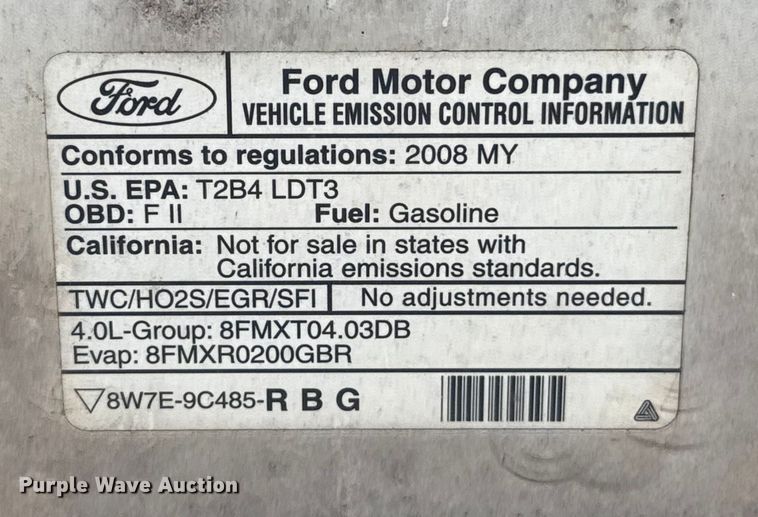 Ford
Ford Motor Company
VEHICLE EMISSION CONTROL INFORMATION
Conforms to regulations: 2008 MY
U.S. EPA: T2B4 LDT3
OBD: F II Fuel: Gasoline
California: Not for sale in states with
California emissions standards.
TWC/HO2S/EGR/SFI No adjustments needed.
4.0L-Group: 8FMXT04.03DB
Evap: 8FMXR0200GBR
8W7E-9C485-R B G
Purple Wave Auction